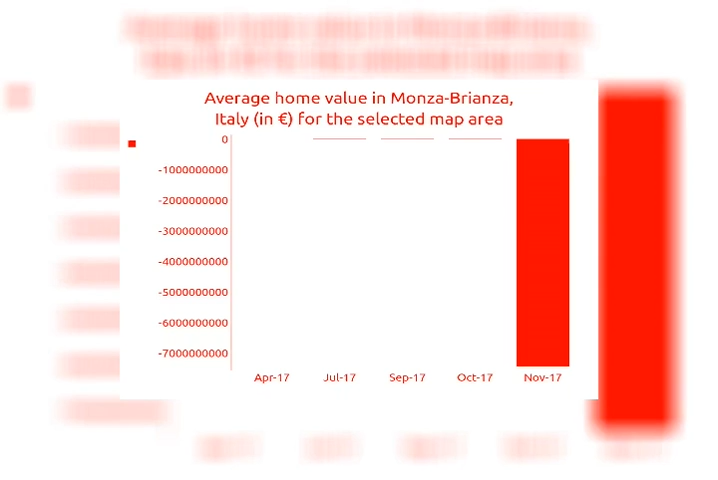 Average home value in Monza-Brianza,
Italy (in €) for the selected map area
0
-1000000000
-2000000000
-3000000000
-4000000000
-5000000000
-6000000000
-7000000000
Apr-17 Jul-17 Sep-17 Oct-17 Nov-17